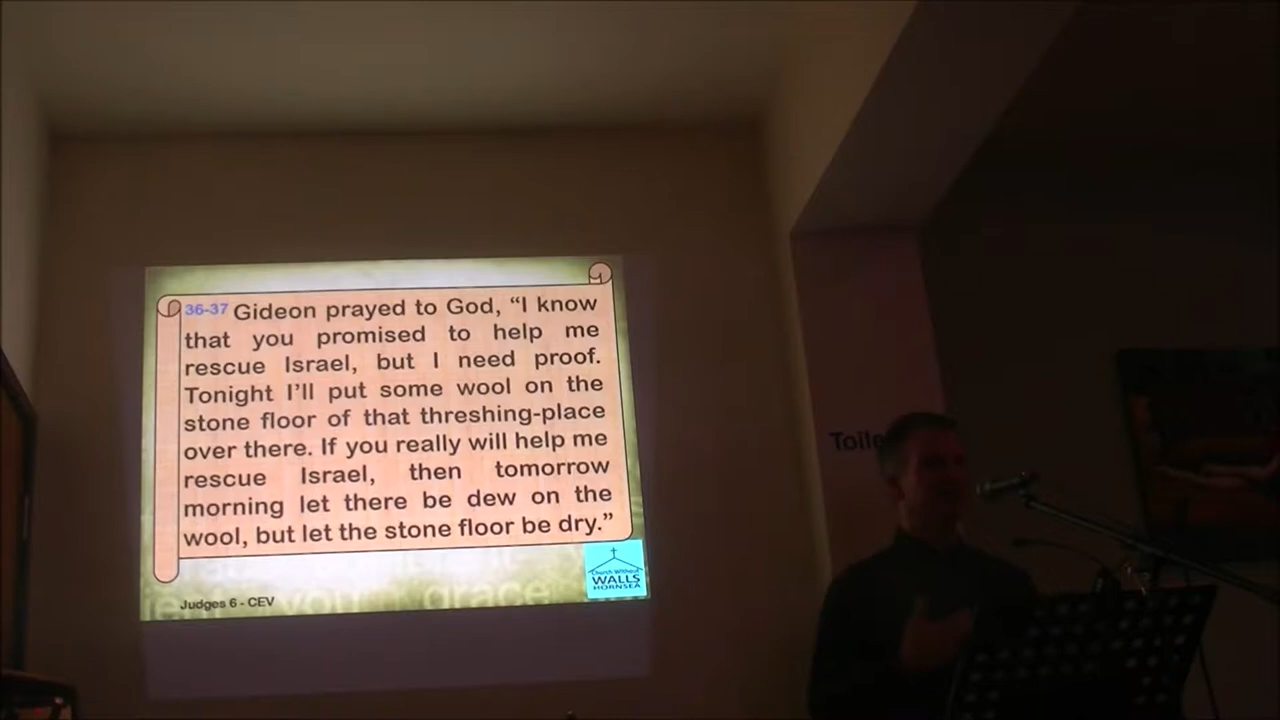 36-37 Gideon prayed to God, “I know
that you promised to help me
rescue Israel, but I need proof.
Tonight I’ll put some wool on the
stone floor of that threshing-place
over there. If you really will help me
rescue Israel, then tomorrow
morning let there be dew on the
wool, but let the stone floor be dry.”
Church Without
WALLS
HORNSEA
you grace
Judges 6 - CEV